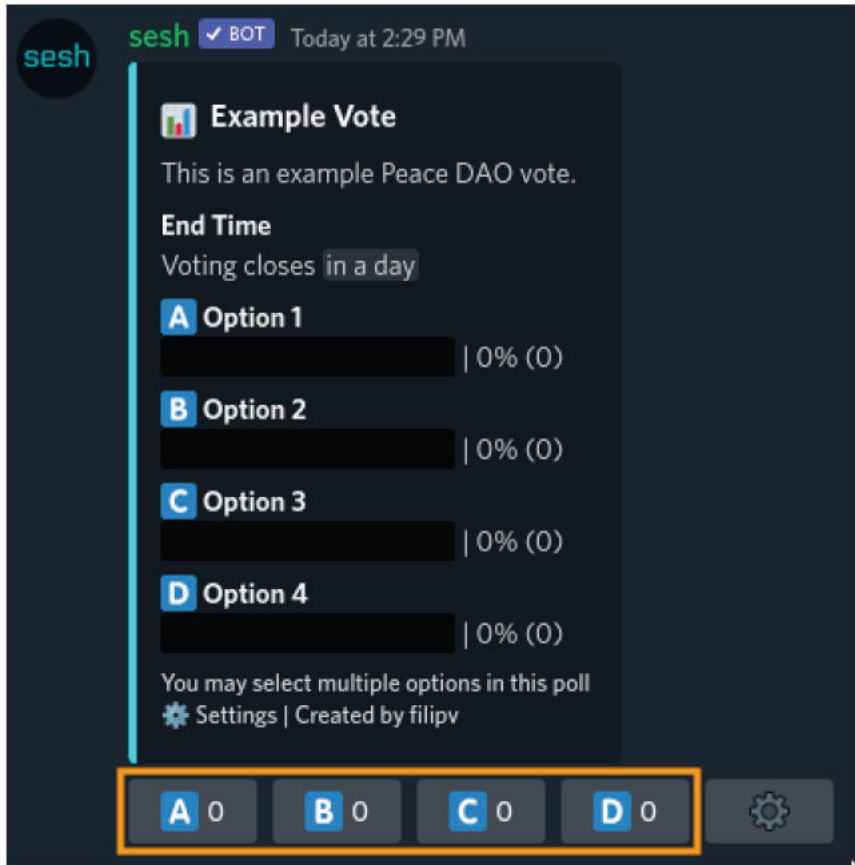 sesh
sesh ✔ BOT Today at 2:29 PM
Example Vote
This is an example Peace DAO vote.
End Time
Voting closes in a day
A Option 1
| 0% (0)
B Option 2
| 0% (0)
C Option 3
| 0% (0)
D Option 4
| 0% (0)
You may select multiple options in this poll
Settings | Created by filipv
A 0 B 0 C 0 D 0